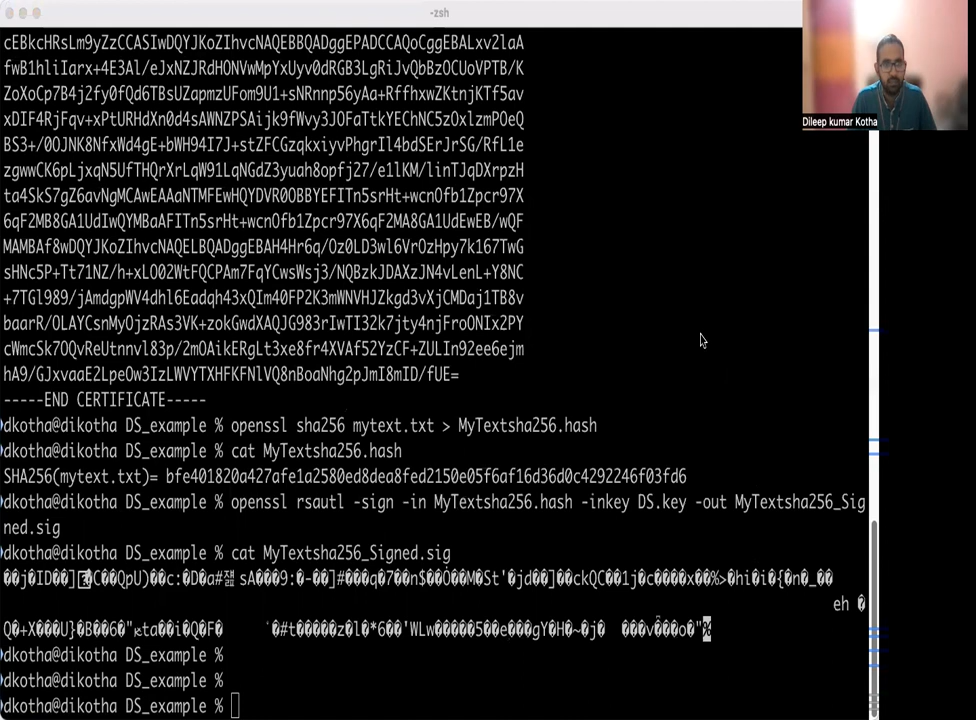 -zsh
cEBkcHRsLm9yZzCCASIwDQYJKoZIhvcNAQEBBQADggEPADCCAQoCggEBALxv2laA
fwB1hliIarx+4E3Al/eJxNZJRdHONVwMpYxUyv0dRGB3LgRiJvQbBzOCUoVPTB/K
ZoXoCp7B4j2fy0fQd6TBsUZapmzUFom9U1+sNRnnp56yAa+RffhxwZKtnjKTf5av
xDIF4RjFqv+xPtURHdXn0d4sAWNZPSAijk9fWvy3JOFaTtkYEChNC5zOxlzmPOeQ
BS3+/0OJNK8NfxWd4gE+bWH94I7J+stZFCGzqkxiyvPhgrIl4bdSErJrSG/RfL1e
zgwwCK6pLjxqN5UfTHQrXrLqW91LqNGdZ3yuah8opfj27/e1lKM/linTJqDXrpzH
ta4SkS7gZ6avNgMCAwEAAaNTMFEwHQYDVR0OBBYEFITn5srHt+wcnOfb1Zpcr97X
6qF2MB8GA1UdIwQYMBaAFITn5srHt+wcnOfb1Zpcr97X6qF2MA8GA1UdEwEB/wQF
MAMBAf8wDQYJKoZIhvcNAQELBQADggEBAH4Hr6q/Oz0LD3wl6VrOzHpy7k167TwG
sHNc5P+Tt71NZ/h+xLO02WtFQCPAm7FqYCwsWsj3/NQBzkJDAXzJN4vLenL+Y8NC
+7TGl989/jAmdgpWV4dhl6Eadqh43xQIm40FP2K3mWNVHJZkgd3vXjCMDaj1TB8v
baarR/OLAYCsnMyOjzRAs3VK+zokGwdXAQJG983rIwTI32k7jty4njFroONIx2PY
cWmcSk7OQvReUtnnvl83p/2mOAikERgLt3xe8fr4XVAf52YzCF+ZULIn92ee6ejm
hA9/GJxvaaE2LpeOw3IzLWVYTXHFKFNlVQ8nBoaNhg2pJmI8mID/fUE=
-----END CERTIFICATE-----
dkotha@dikotha DS_example % openssl sha256 mytext.txt > MyTextsha256.hash
dkotha@dikotha DS_example % cat MyTextsha256.hash
SHA256(mytext.txt)= bfe401820a427afe1a2580ed8dea8fed2150e05f6af16d36d0c4292246f03fd6
dkotha@dikotha DS_example % openssl rsautl -sign -in MyTextsha256.hash -inkey DS.key -out MyTextsha256_Sig
ned.sig
dkotha@dikotha DS_example % cat MyTextsha256_Signed.sig
dkotha@dikotha DS_example %
dkotha@dikotha DS_example %
dkotha@dikotha DS_example %
Dileep kumar Kotha